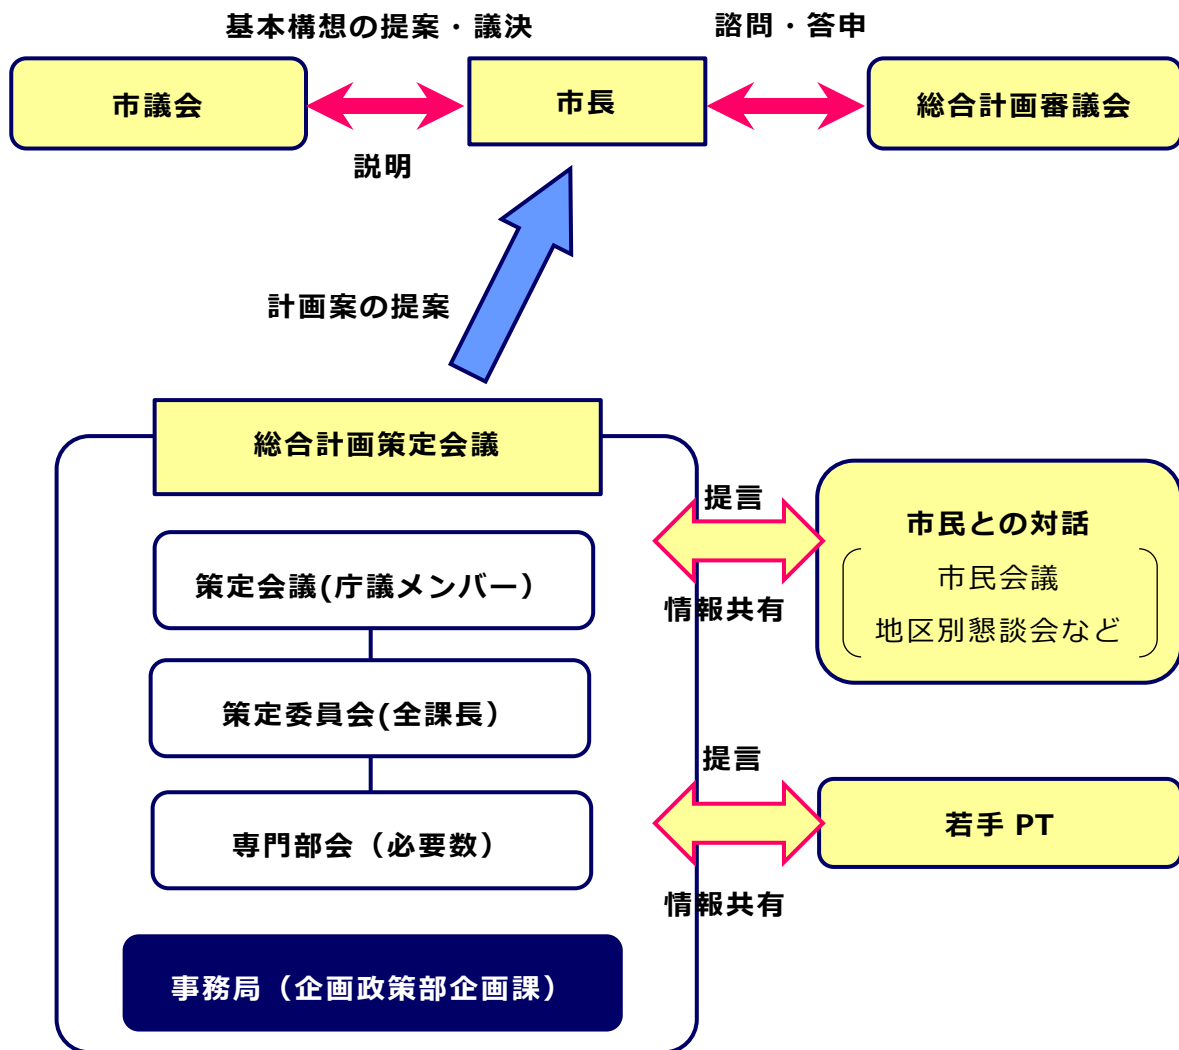 基本構想の提案・議決
諮問・答申
市議会
市長
総合計画審議会
説明
計画案の提案
総合計画策定会議
提言
市民との対話
策定会議(庁議メンバー）
市民会議
情報共有
地区別懇談会など
策定委員会(全課長）
提言
専門部会（必要数）
若手 PT
情報共有
事務局（企画政策部企画課）